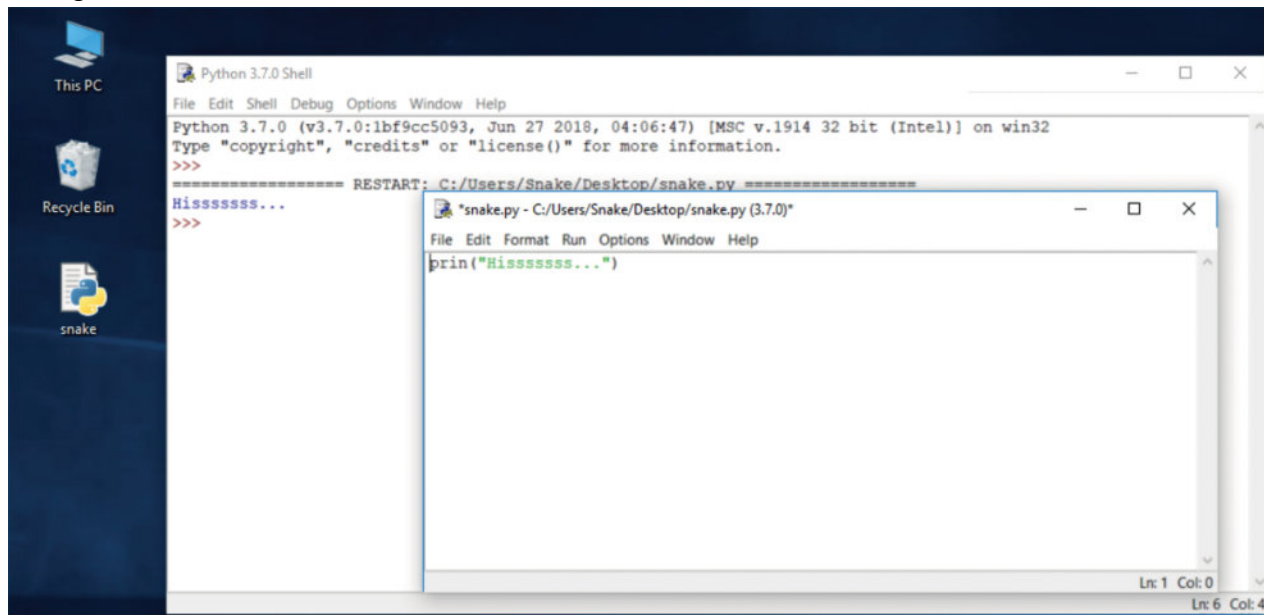 This PC
Recycle Bin
snake
Python 3.7.0 Shell
File Edit Shell Debug Options Window Help
Python 3.7.0 (v3.7.0:1bf9cc5093, Jun 27 2018, 04:06:47) [MSC v.1914 32 bit (Intel)] on win32
Type "copyright", "credits" or "license()" for more information.
>>>
================== RESTART: C:/Users/Snake/Desktop/snake.py ==================
Hisssssss...
>>>
*snake.py - C:/Users/Snake/Desktop/snake.py (3.7.0)*
File Edit Format Run Options Window Help
prin("Hisssssss...")
Ln: 1 Col: 0
Ln: 6 Col: 4